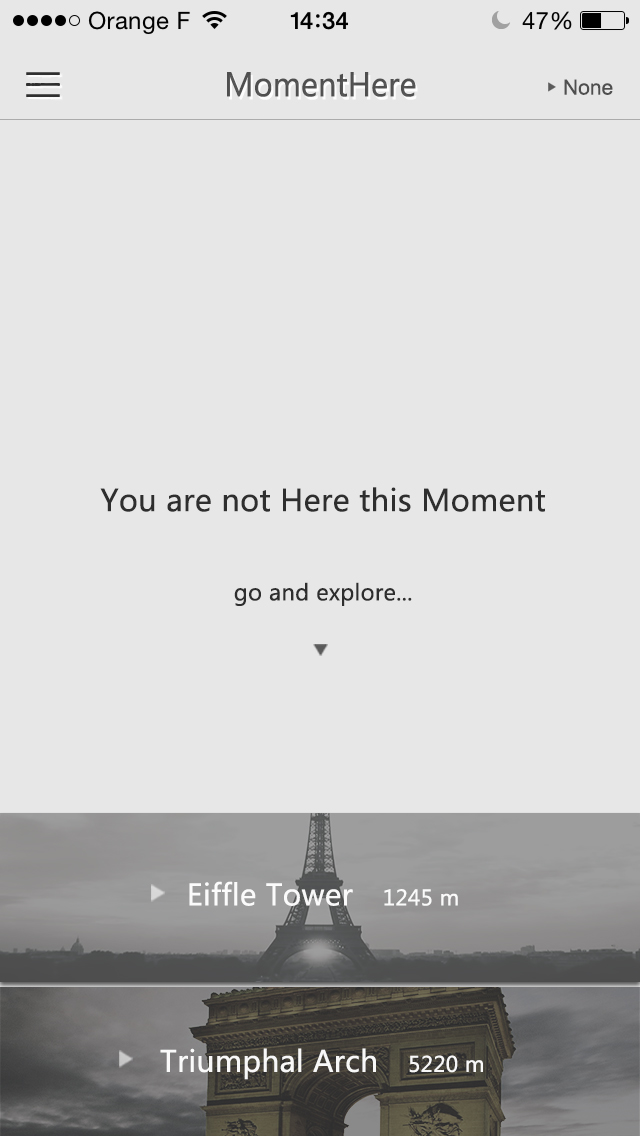 Orange F 14:34 47%
MomentHere
None
You are not Here this Moment
go and explore...
Eiffle Tower 1245 m
Triumphal Arch 5220 m